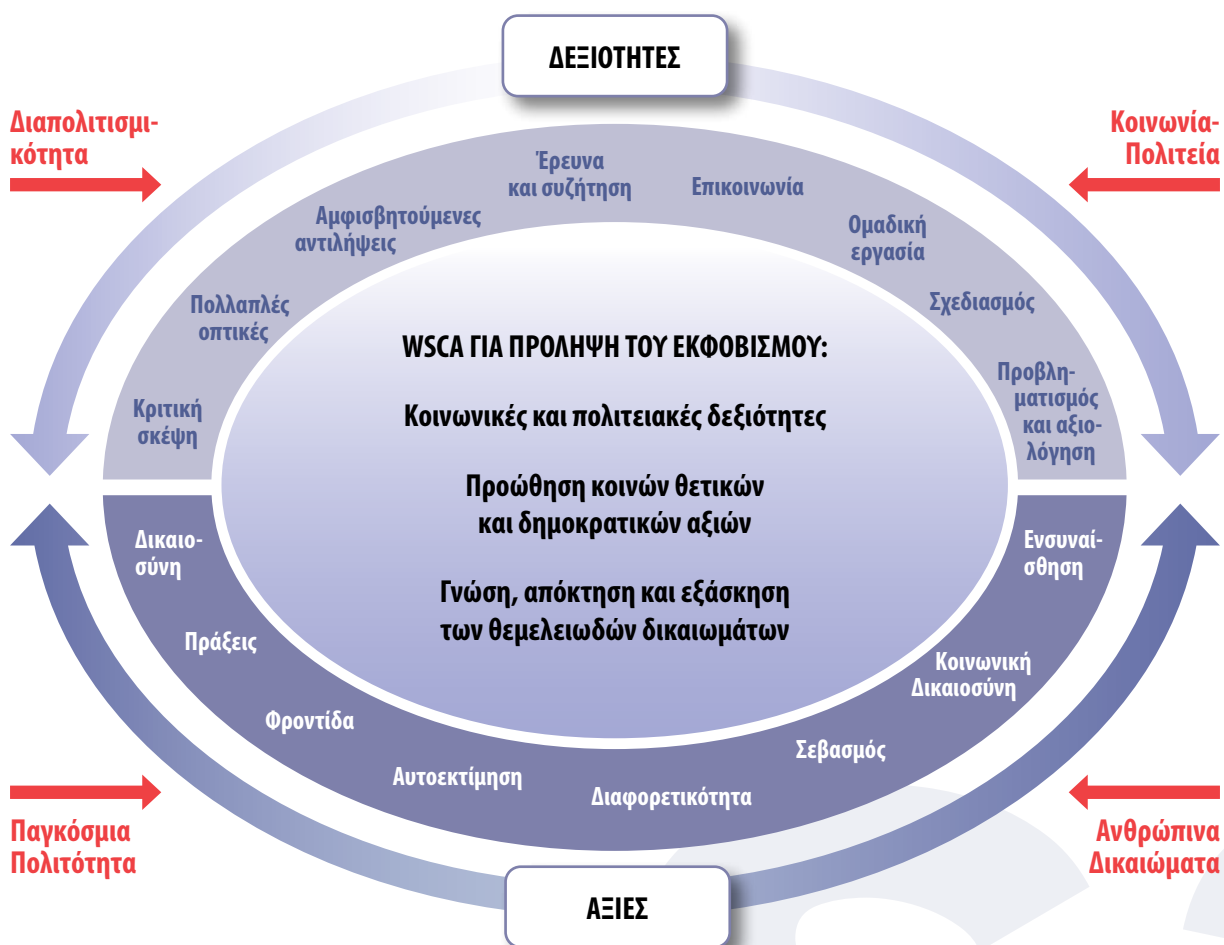 ΔΕΞΙΟΤΗΤΕΣ
Διαπολιτισμι-
κότητα
Κοινωνία-
Πολιτεία
Έρευνα
και συζήτηση
Επικοινωνία
Αμφισβητούμενες
αντιλήψεις
Ομαδική
εργασία
Πολλαπλές
οπτικές
Σχεδιασμός
Κριτική
σκέψη
Προβλη-
ματισμός
και αξιο-
λόγηση
WSCA ΓΙΑ ΠΡΟΛΗΨΗ ΤΟΥ ΕΚΦΟΒΙΣΜΟΥ:
Κοινωνικές και πολιτειακές δεξιότητες
Προώθηση κοινών θετικών
και δημοκρατικών αξιών
Γνώση, απόκτηση και εξάσκηση
των θεμελειωδών δικαιωμάτων
Δικαιο-
σύνη
Ενσυναί-
σθηση
Πράξεις
Κοινωνική
Δικαιοσύνη
Φροντίδα
Σεβασμός
Αυτοεκτίμηση
Διαφορετικότητα
Παγκόσμια
Πολιτότητα
Ανθρώπινα
Δικαιώματα
ΑΞΙΕΣ